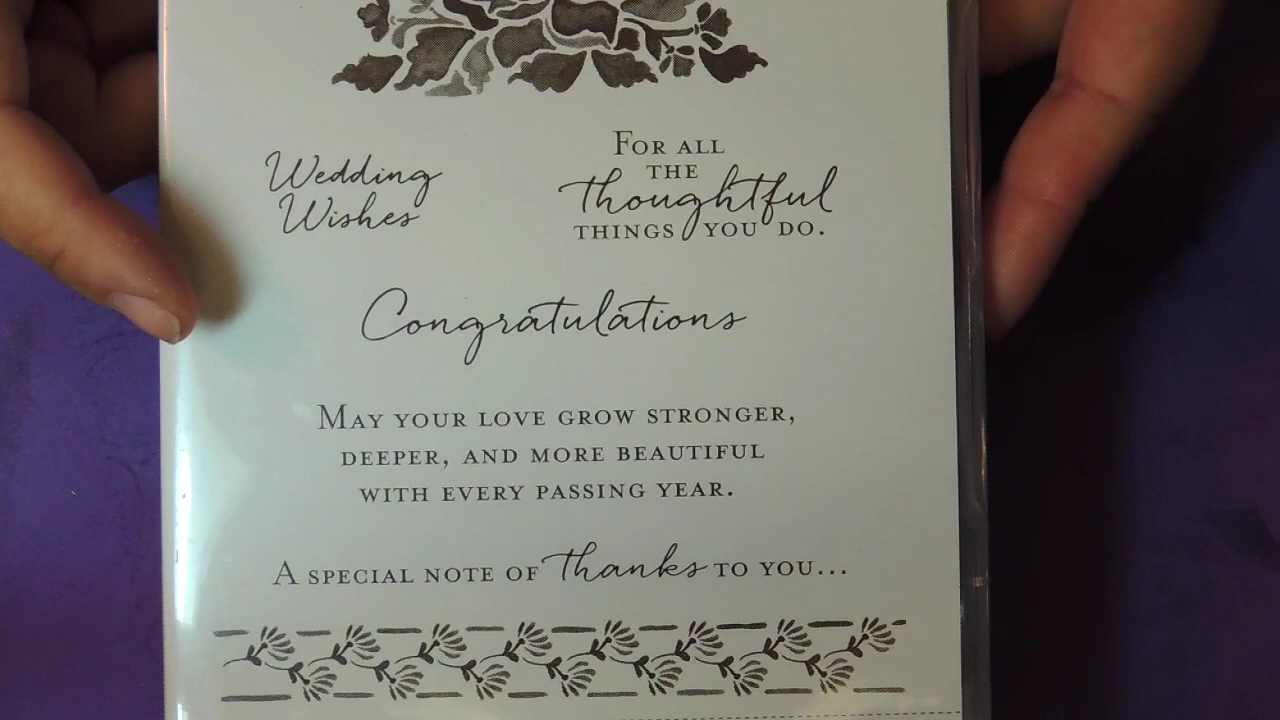 Wedding
Wishes
For all
the
thoughtful
things you do.
Congratulations
May your love grow stronger,
deeper, and more beautiful
with every passing year.
A special note of thanks to you...